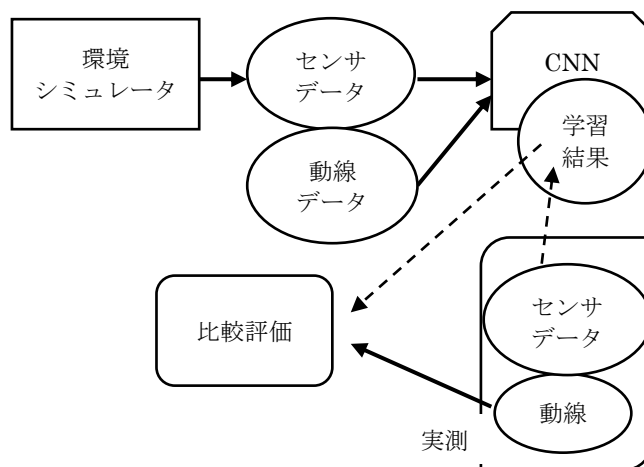 環境
シミュレータ
センサ
データ
動線
データ
CNN
学習
結果
比較評価
センサ
データ
動線
実測